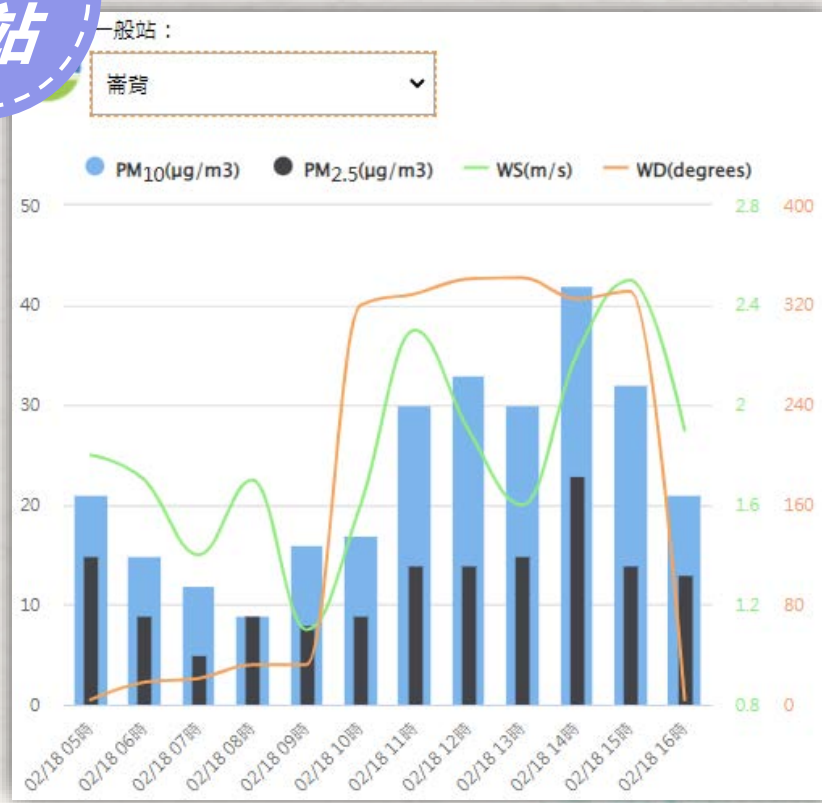 站
一般站：
崙背
PM10(μg/m3) PM2.5(μg/m3) WS(m/s) WD(degrees)
50 2.8 400
40 2.4 320
30 2 240
20 1.6 160
10 1.2 80
0 0.8 0
02/18 05時 02/18 06時 02/18 07時 02/18 08時 02/18 09時 02/18 10時 02/18 11時 02/18 12時 02/18 13時 02/18 14時 02/18 15時 02/18 16時